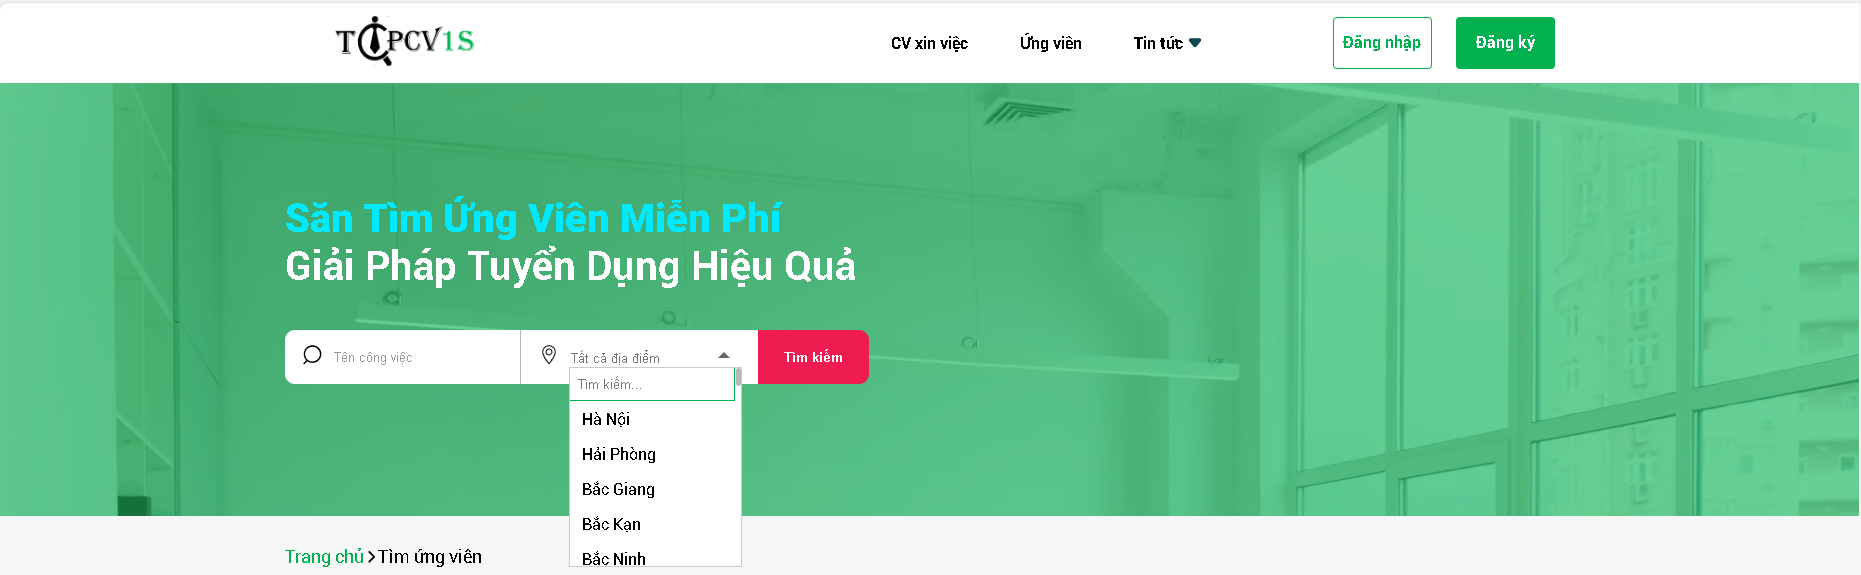 TOPCV1S
CV xin việc
Ứng viên
Tin tức
Đăng nhập
Đăng ký
Săn Tìm Ứng Viên Miễn Phí
Giải Pháp Tuyển Dụng Hiệu Quả
Tên công việc
Tất cả địa điểm
Tìm kiếm
Tìm kiếm...
Hà Nội
Hải Phòng
Bắc Giang
Bắc Kạn
Bắc Ninh
Trang chủ > Tìm ứng viên